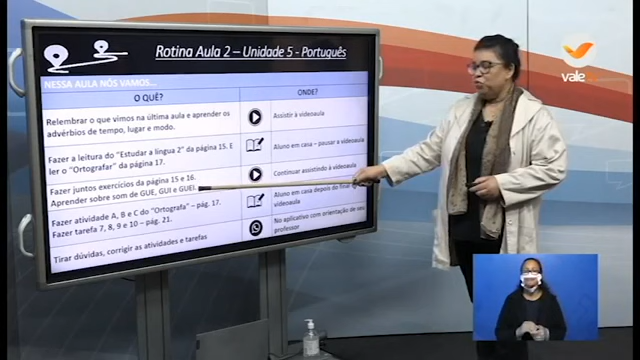 Rotina Aula 2 – Unidade 5 - Português
NESSA AULA NÓS VAMOS...
O QUÊ?
ONDE?
Relembrar o que vimos na última aula e aprender os
advérbios de tempo, lugar e modo.
Assistir à videoaula
Fazer a leitura do "Estudar a língua 2" da página 15. E
ler o "Ortografar" da página 17.
Aluno em casa – pausar a videoaula
Fazer juntos exercícios da página 15 e 16.
Aprender sobre som de GUE, GUI e GUEI.
Continuar assistindo à videoaula
Fazer atividade A, B e C do "Ortografa" – pág. 17.
Fazer tarefa 7, 8, 9 e 10 – pág. 21.
Aluno em casa depois do final
videoaula
Tirar dúvidas, corrigir as atividades e tarefas
No aplicativo com orientação de seu
professor
vale